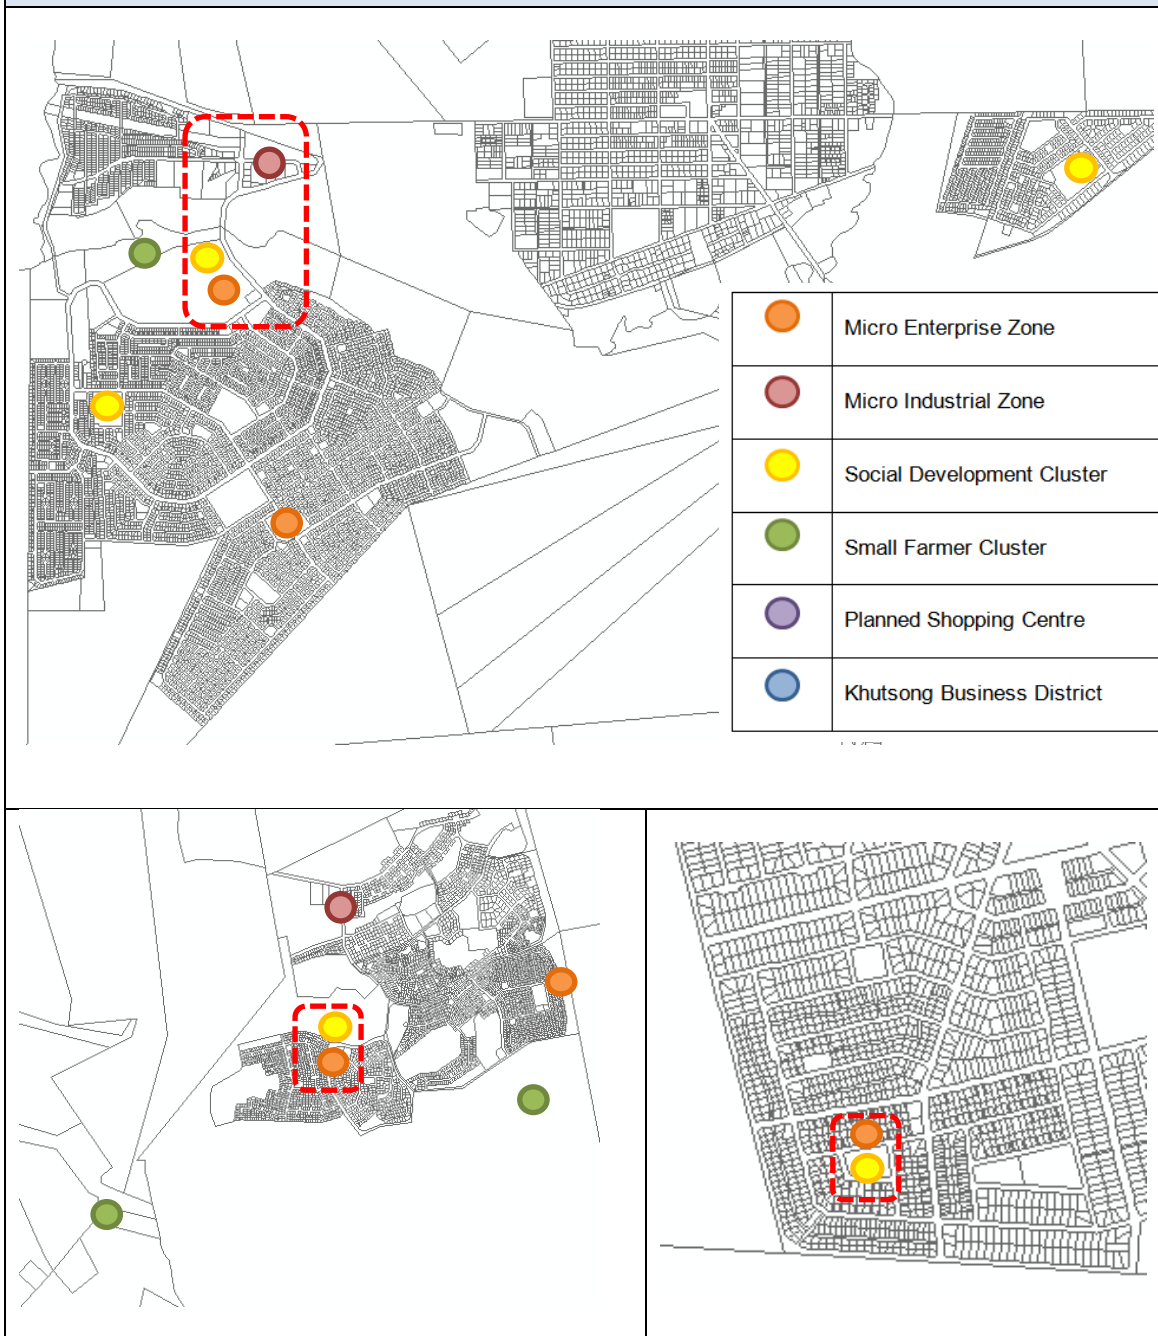 Micro Enterprise Zone
Micro Industrial Zone
Social Development Cluster
Small Farmer Cluster
Planned Shopping Centre
Khutsong Business District